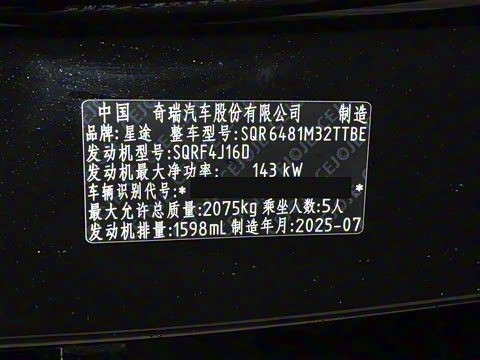 中国 奇瑞汽车股份有限公司 制造
品牌:星途 整车型号:SQR6481M32TTBE
发动机型号:SQRF4J16D
发动机最大净功率: 143 kW
车辆识别代号:* *
最大允许总质量:2075kg 乘坐人数:5人
发动机排量:1598mL 制造年月:2025-07